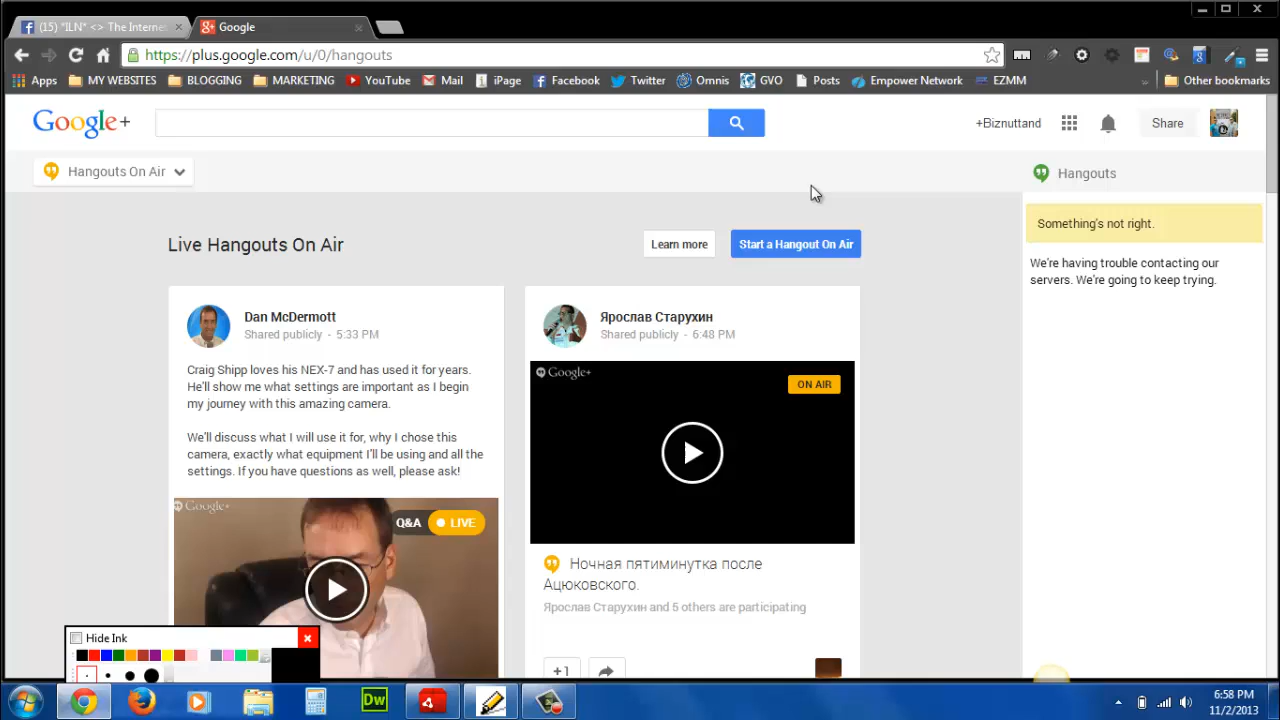 (15) *ILN* <> The Interne
Google
https://plus.google.com/u/0/hangouts
Apps MY WEBSITES BLOGGING MARKETING YouTube Mail iPage Facebook Twitter Omnis GVO Posts Empower Network EZMM » Other bookmarks
Google+
+Biznuttand
Share
Hangouts On Air
Hangouts
Something's not right.
We're having trouble contacting our
servers. We're going to keep trying.
Live Hangouts On Air
Learn more
Start a Hangout On Air
Dan McDermott
Shared publicly - 5:33 PM
Craig Shipp loves his NEX-7 and has used it for years.
He'll show me what settings are important as I begin
my journey with this amazing camera.
We'll discuss what I will use it for, why I chose this
camera, exactly what equipment I'll be using and all the
settings. If you have questions as well, please ask!
Google+
Q&A LIVE
Ярослав Старухин
Shared publicly - 6:48 PM
Google+
ON AIR
Ночная пятиминутка после
Ацюковского.
Ярослав Старухин and 5 others are participating
+1
Hide Ink
Dw
6:58 PM
11/2/2013